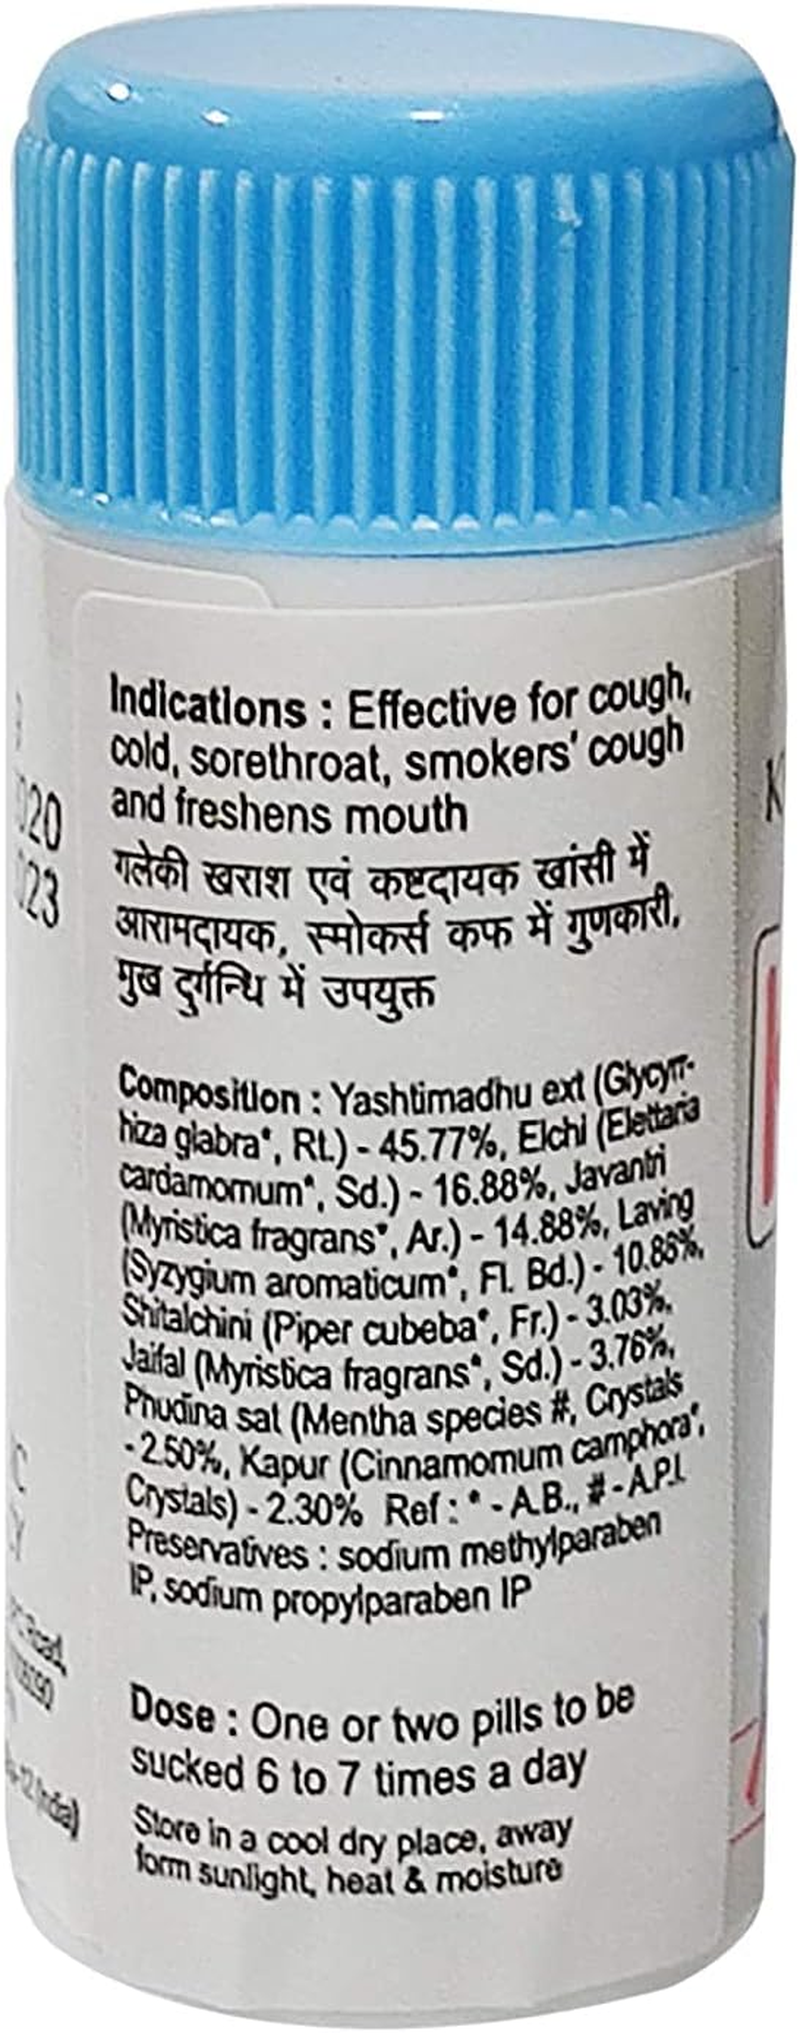 Indications : Effective for cough,
cold, sorethroat, smokers' cough
and freshens mouth
गलेकी खराश एवं कष्टदायक खांसी में
आरामदायक, स्मोकर्स कफ में गुणकारी,
मुख दुर्गन्धि में उपयुक्त
Composition : Yashtimadhu ext (Glycyrr-
hiza glabra*, Rt.) - 45.77%, Elchi (Elettaria
cardamomum*, Sd.) - 16.88%, Javantri
(Myristica fragrans*, Ar.) - 14.88%, Laving
(Syzygium aromaticum*, Fl. Bd.) - 10.88%,
Shitalchini (Piper cubeba*, Fr.) - 3.03%,
Jaifal (Myristica fragrans*, Sd.) - 3.76%,
Phudina sat (Mentha species #, Crystals
- 2.50%, Kapur (Cinnamomum camphora*,
Crystals) - 2.30% Ref : * - A.B., # - A.P.I.
Preservatives : sodium methylparaben
IP, sodium propylparaben IP
Dose : One or two pills to be
sucked 6 to 7 times a day
Store in a cool dry place, away
form sunlight, heat & moisture
020
023
Road,
(India)